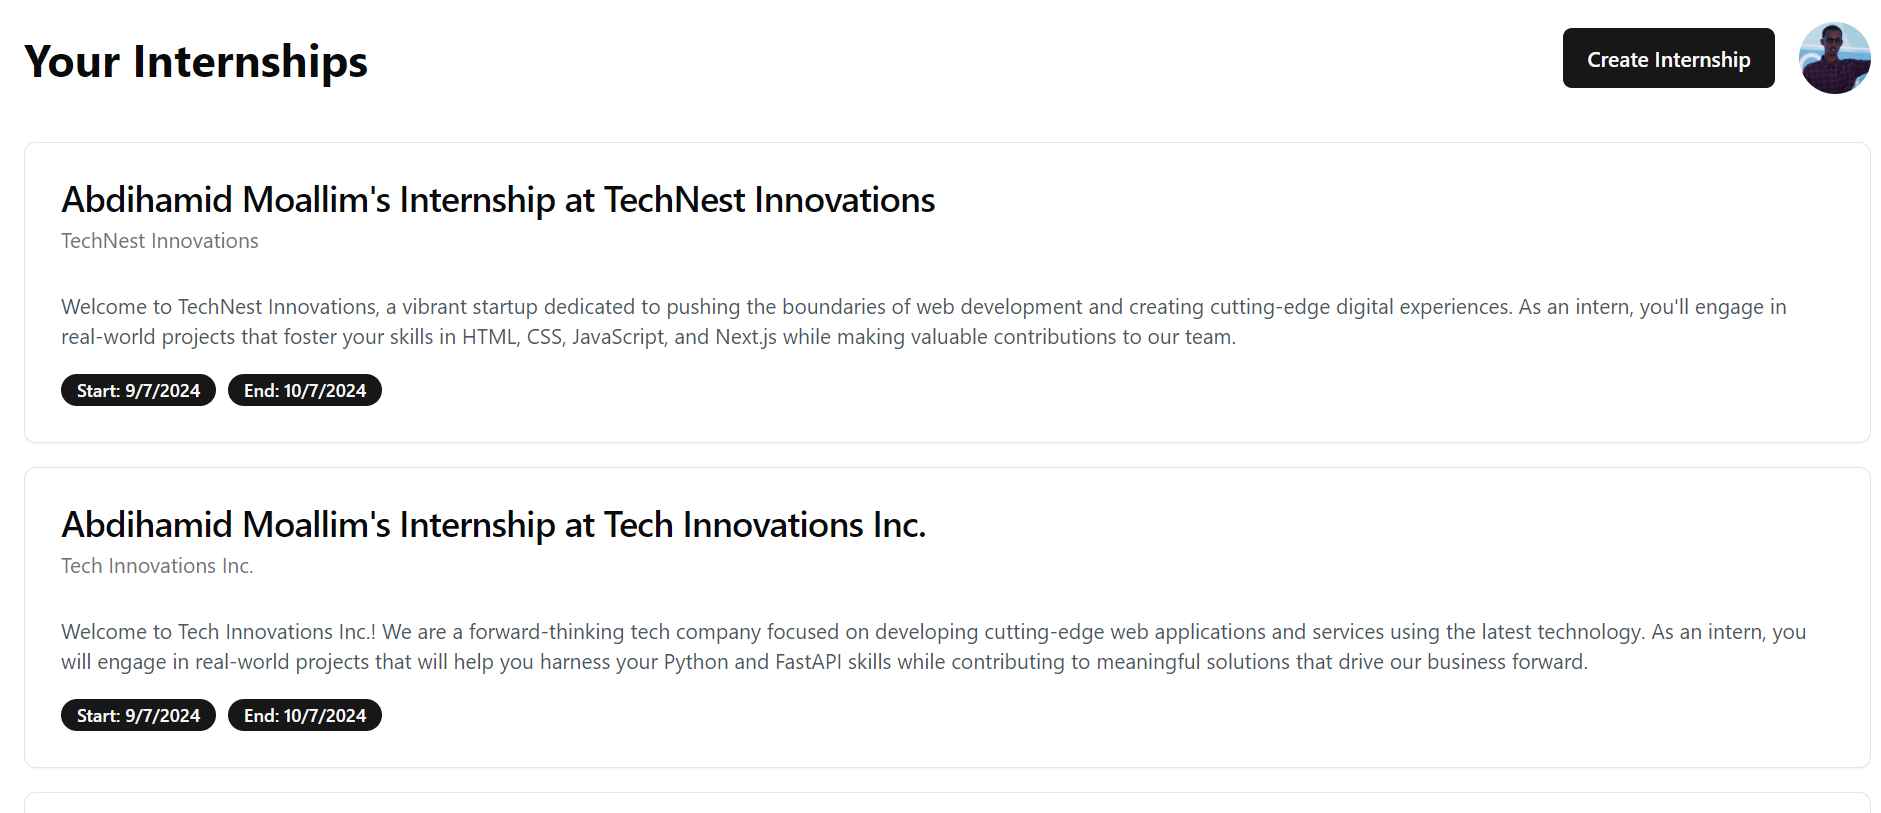 Your Internships
Create Internship
Abdihamid Moallim's Internship at TechNest Innovations
TechNest Innovations
Welcome to TechNest Innovations, a vibrant startup dedicated to pushing the boundaries of web development and creating cutting-edge digital experiences. As an intern, you'll engage in
real-world projects that foster your skills in HTML, CSS, JavaScript, and Next.js while making valuable contributions to our team.
Start: 9/7/2024 End: 10/7/2024
Abdihamid Moallim's Internship at Tech Innovations Inc.
Tech Innovations Inc.
Welcome to Tech Innovations Inc.! We are a forward-thinking tech company focused on developing cutting-edge web applications and services using the latest technology. As an intern, you
will engage in real-world projects that will help you harness your Python and FastAPI skills while contributing to meaningful solutions that drive our business forward.
Start: 9/7/2024 End: 10/7/2024